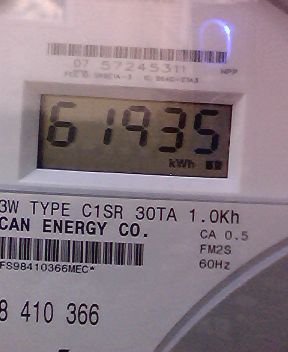 07 57245311
61935
kWh
3W TYPE C1SR 30TA 1.0Kh
CAN ENERGY CO.
CA 0.5
FM2S
60Hz
FS98410366MEC*
8 410 366